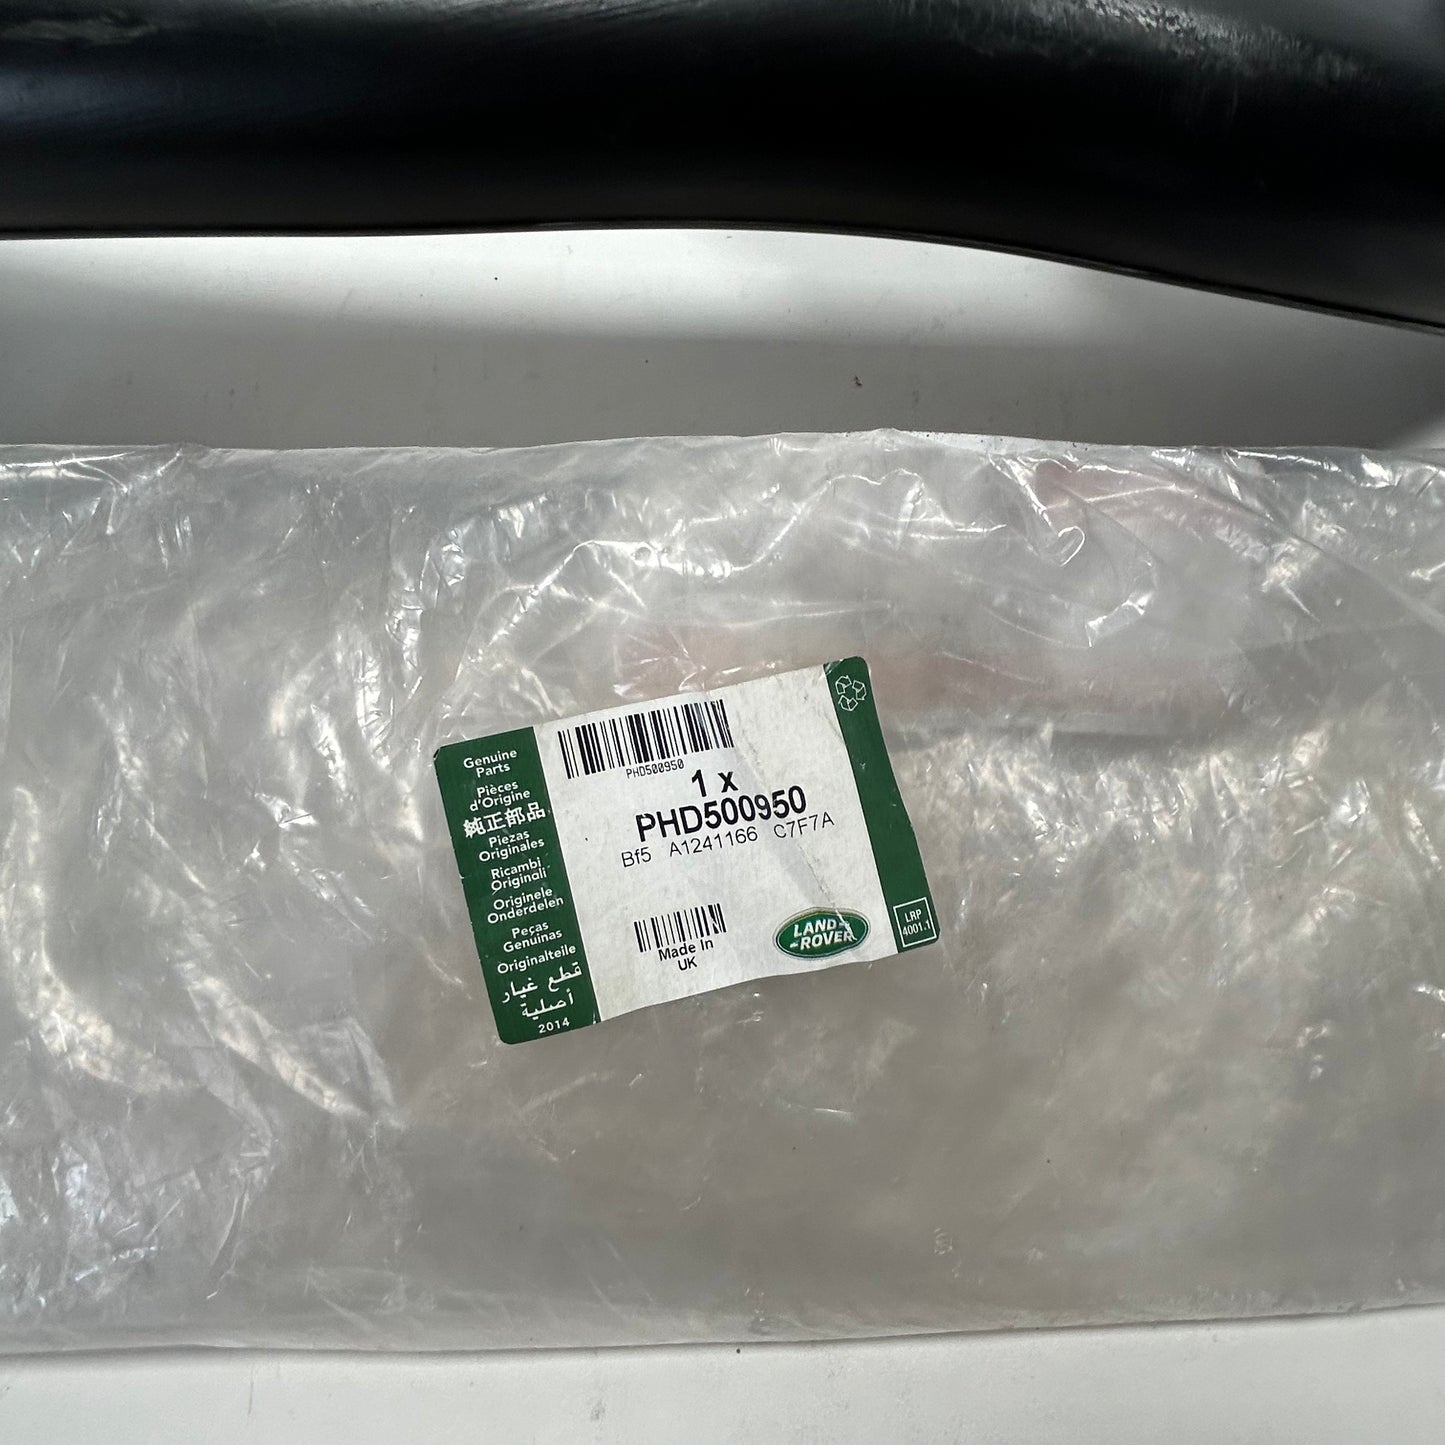 Genuine
Parts
Pièces
d'Origine
純正部品
Piezas
Originales
Ricambi
Originali
Originele
Onderdelen
Peças
Genuinas
Originalteile
قطع غيار
أصلية
2014
PHD500950
1 x
PHD500950
Bf5 A1241166 C7F7A
Made In
UK
LAND-
-ROVER
LRP
4001.1